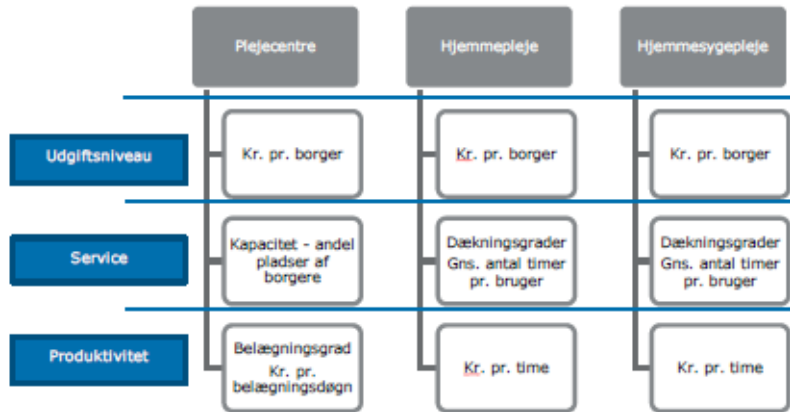 Plejecentre
Hjemmepleje
Hjemmesygepleje
Udgiftsniveau
Kr. pr. borger
Kr. pr. borger
Kr. pr. borger
Service
Kapacitet - andel
pladser af
borgere
Dækningsgrader
Gns. antal timer
pr. bruger
Dækningsgrader
Gns. antal timer
pr. bruger
Produktivitet
Belægningsgrad
Kr. pr.
belægningsdøgn
Kr. pr. time
Kr. pr. time